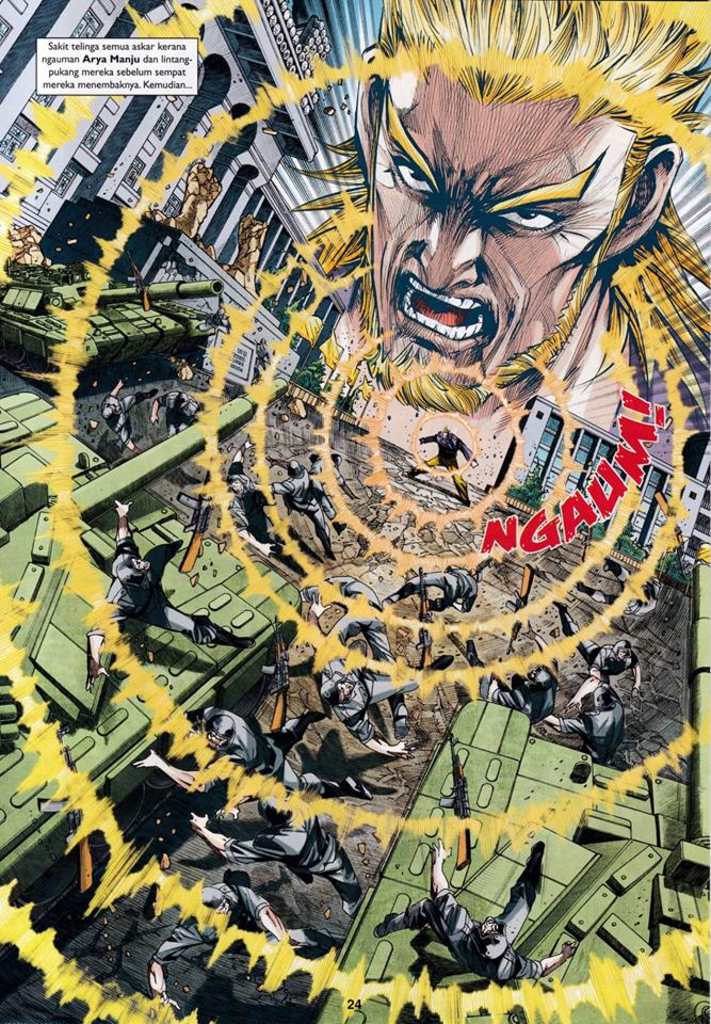 Sakit telinga semua askar kerana
ngauman Arya Manju dan lintang-
pukang mereka sebelum sempat
mereka menembaknya. Kemudian...
NGAUM!
24